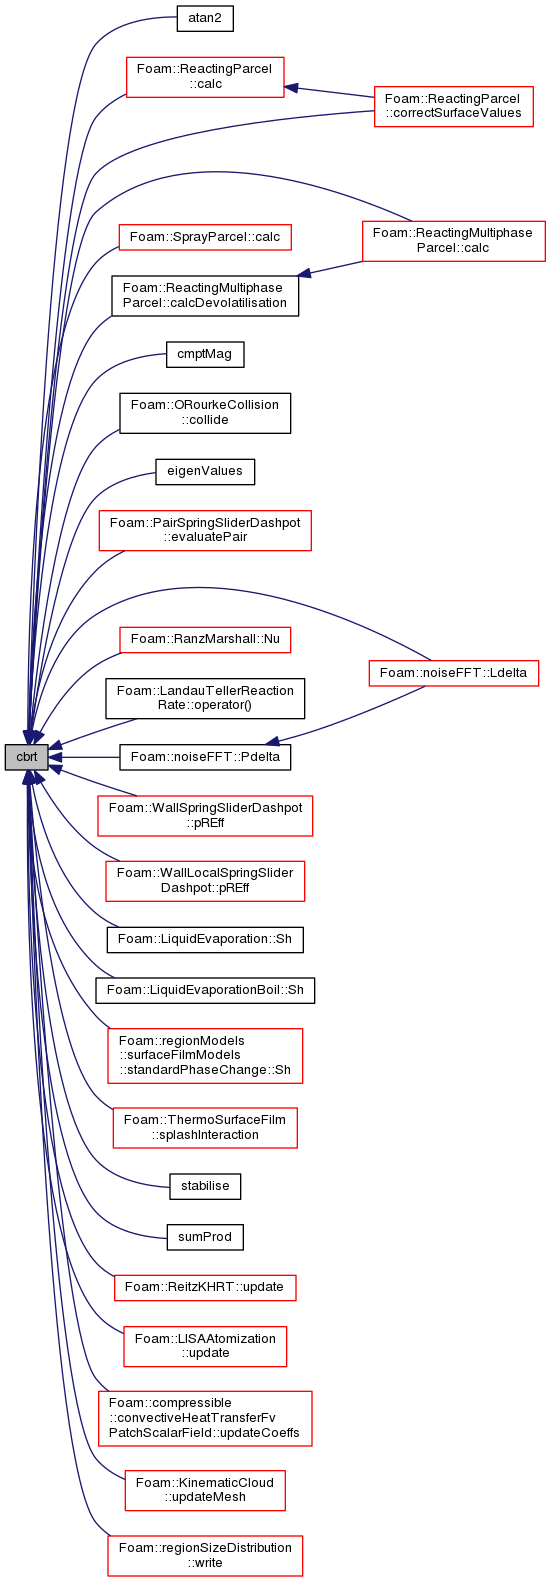 atan2
Foam::ReactingParcel
::calc
Foam::ReactingParcel
::correctSurfaceValues
Foam::SprayParcel::calc
Foam::ReactingMultiphase
Parcel::calc
Foam::ReactingMultiphase
Parcel::calcDevolatilisation
cmptMag
Foam::ORourkeCollision
::collide
eigenValues
Foam::PairSpringSliderDashpot
::evaluatePair
Foam::RanzMarshall::Nu
Foam::noiseFFT::Ldelta
Foam::LandauTellerReaction
Rate::operator()
cbrt
Foam::noiseFFT::Pdelta
Foam::WallSpringSliderDashpot
::pREff
Foam::WallLocalSpringSlider
Dashpot::pREff
Foam::LiquidEvaporation::Sh
Foam::LiquidEvaporationBoil::Sh
Foam::regionModels
::surfaceFilmModels
::standardPhaseChange::Sh
Foam::ThermoSurfaceFilm
::splashInteraction
stabilise
sumProd
Foam::ReitzKHRT::update
Foam::LISAAtomization
::update
Foam::compressible
::convectiveHeatTransferFv
PatchScalarField::updateCoeffs
Foam::KinematicCloud
::updateMesh
Foam::regionSizeDistribution
::write